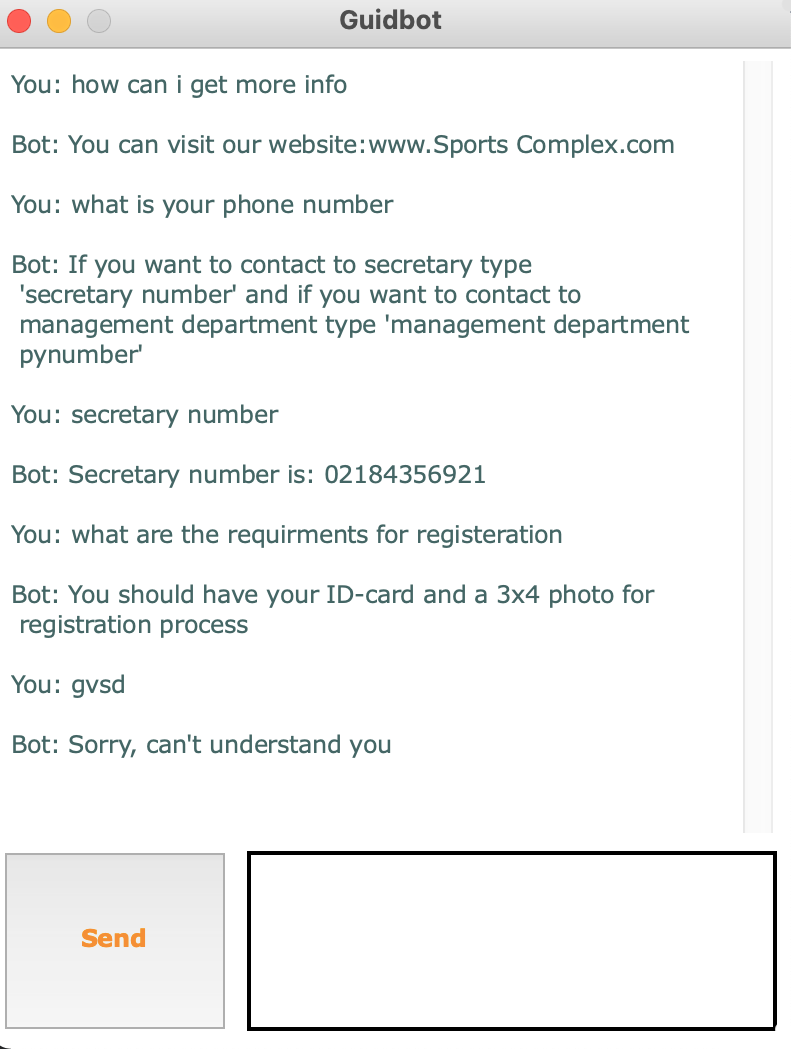 Guidbot
You: how can i get more info
Bot: You can visit our website:www.Sports Complex.com
You: what is your phone number
Bot: If you want to contact to secretary type
'secretary number' and if you want to contact to
management department type 'management department
pynumber'
You: secretary number
Bot: Secretary number is: 02184356921
You: what are the requirments for registeration
Bot: You should have your ID-card and a 3x4 photo for
registration process
You: gvsd
Bot: Sorry, can't understand you
Send